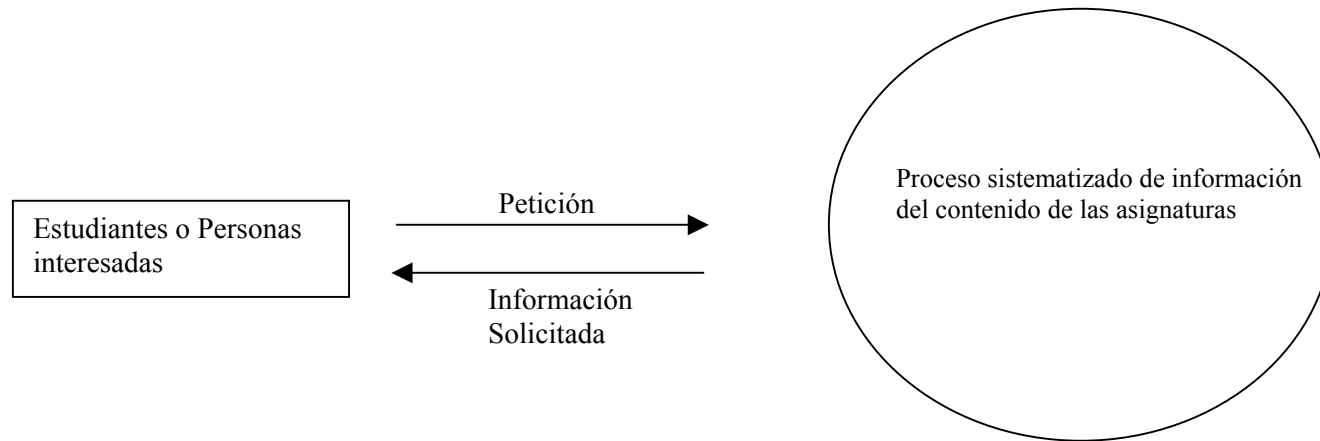 Estudiantes o Personas
interesadas
Petición
Información
Solicitada
Proceso sistematizado de información
del contenido de las asignaturas